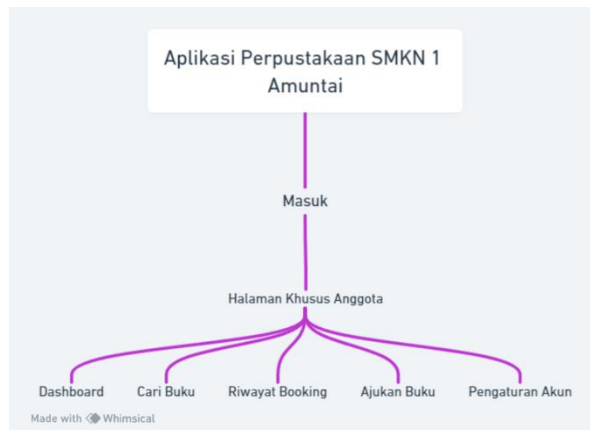 Aplikasi Perpustakaan SMKN 1
Amuntai
Masuk
Halaman Khusus Anggota
Dashboard
Cari Buku
Riwayat Booking
Ajukan Buku
Pengaturan Akun
Made with Whimsical